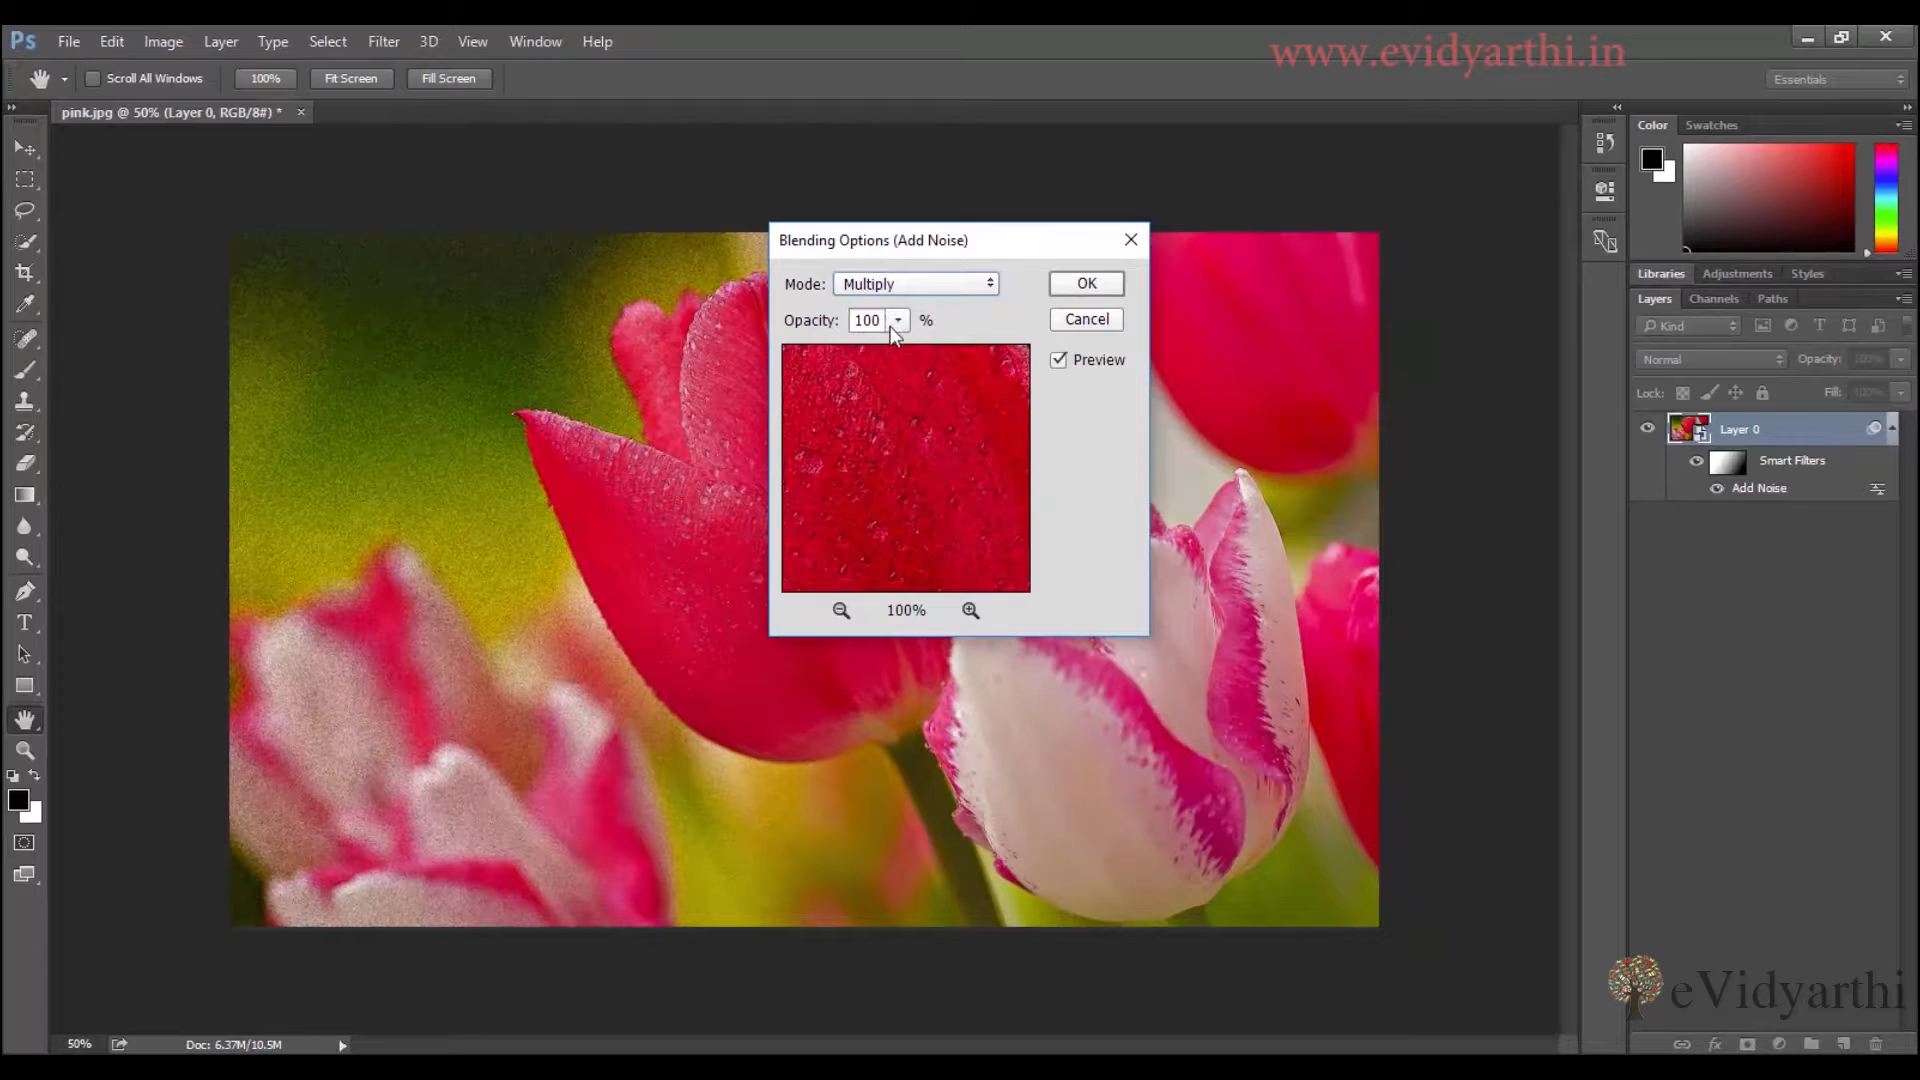 Ps File Edit Image Layer Type Select Filter 3D View Window Help
www.evidyarthi.in
Scroll All Windows 100% Fit Screen Fill Screen Essentials
pink.jpg @ 50% (Layer 0, RGB/8#) *
Color Swatches
Blending Options (Add Noise)
Mode: Multiply OK
Opacity: 100 % Cancel
Preview
100%
Libraries Adjustments Styles
Layers Channels Paths
Kind
Normal Opacity: 100%
Lock: Fill: 100%
Layer 0
Smart Filters
Add Noise
eVidyarthi
50% Doc: 6.37M/10.5M
fx